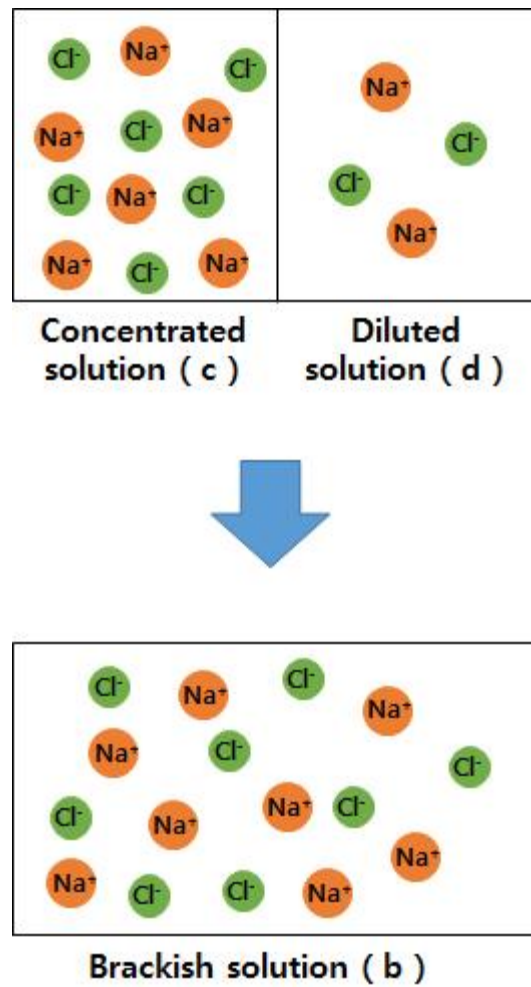 Cl⁻ Na⁺ Cl⁻
Na⁺ Cl⁻ Na⁺
Cl⁻ Na⁺ Cl⁻
Na⁺ Cl⁻ Na⁺
Na⁺
Cl⁻
Cl⁻
Na⁺
Concentrated
solution ( c )
Diluted
solution ( d )
Cl⁻ Na⁺ Cl⁻ Na⁺
Na⁺ Cl⁻ Cl⁻
Cl⁻ Na⁺ Na⁺ Cl⁻
Na⁺
Na⁺ Cl⁻ Cl⁻ Na⁺
Brackish solution ( b )